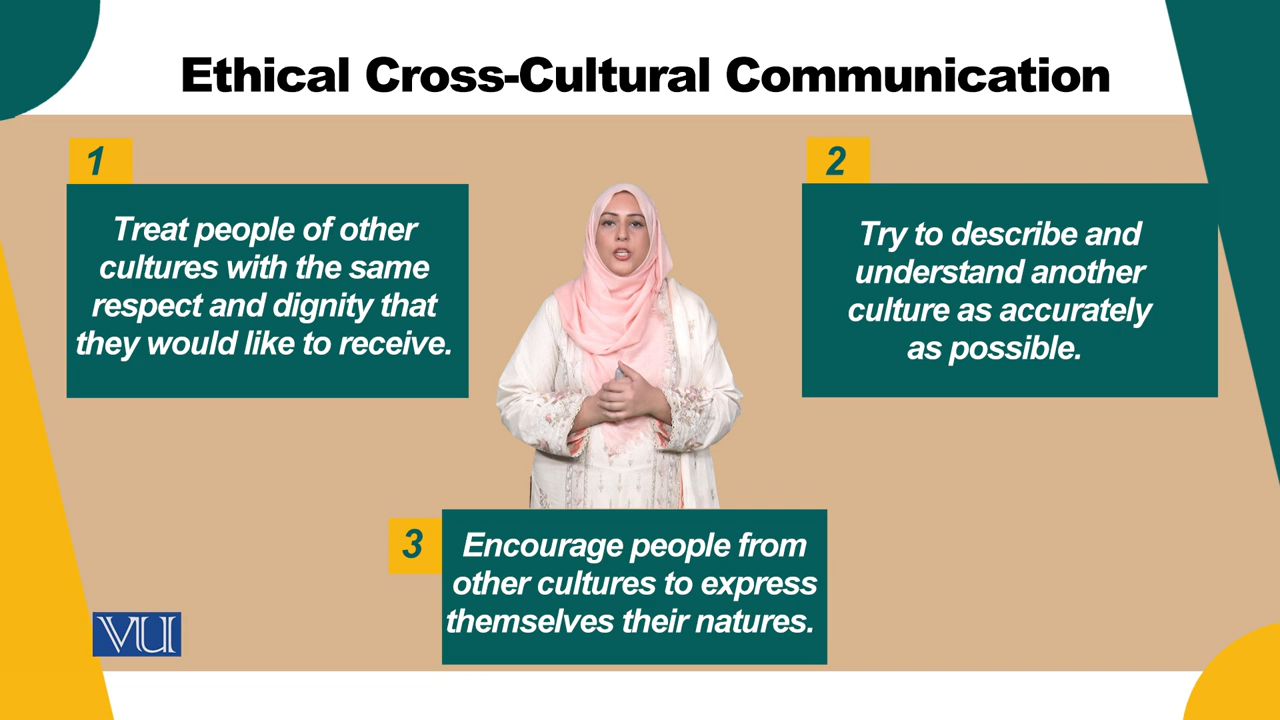 Ethical Cross-Cultural Communication
1
Treat people of other
cultures with the same
respect and dignity that
they would like to receive.
2
Try to describe and
understand another
culture as accurately
as possible.
3
Encourage people from
other cultures to express
themselves their natures.
VU